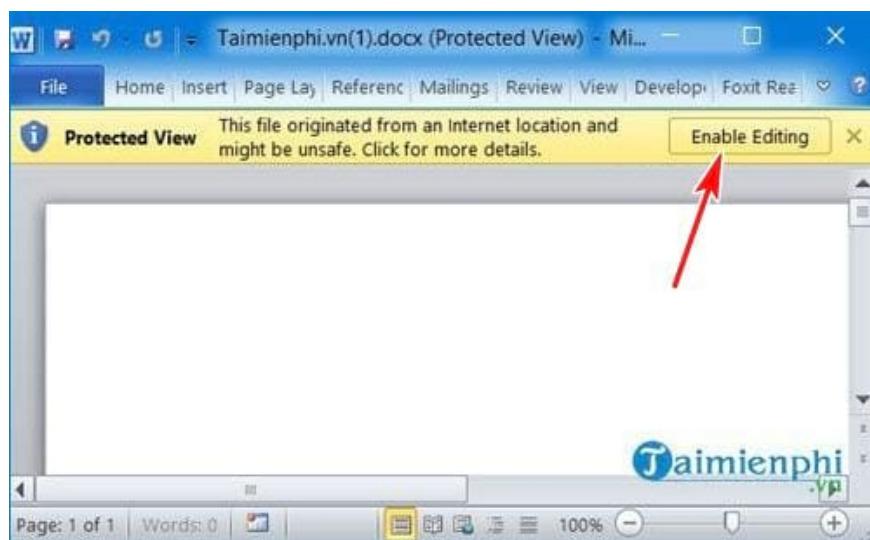 Taimienphi.vn(1).docx (Protected View) - Mi...
File Home Insert Page Lay Referenc Mailings Review View Develop Foxit Rea
Protected View This file originated from an Internet location and
might be unsafe. Click for more details.
Enable Editing
Taimienphi
.vn
Page: 1 of 1 Words: 0 100%